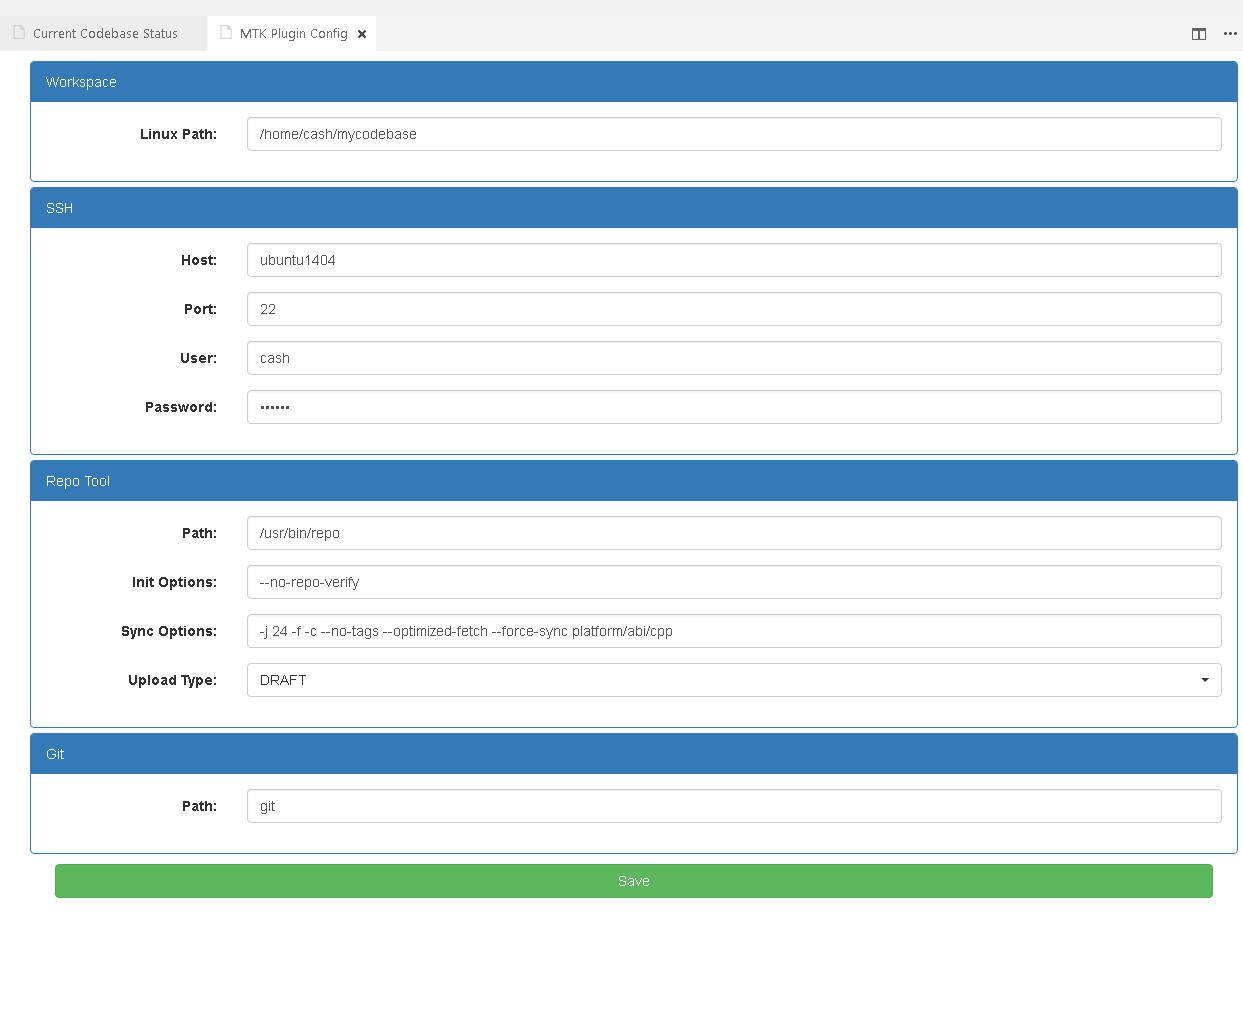 Current Codebase Status
MTK Plugin Config
Workspace
Linux Path: /home/cash/mycodebase
SSH
Host: ubuntu1404
Port: 22
User: cash
Password: ••••••
Repo Tool
Path: /usr/bin/repo
Init Options: --no-repo-verify
Sync Options: -j 24 -f -c --no-tags --optimized-fetch --force-sync platform/abi/cpp
Upload Type: DRAFT
Git
Path: git
Save